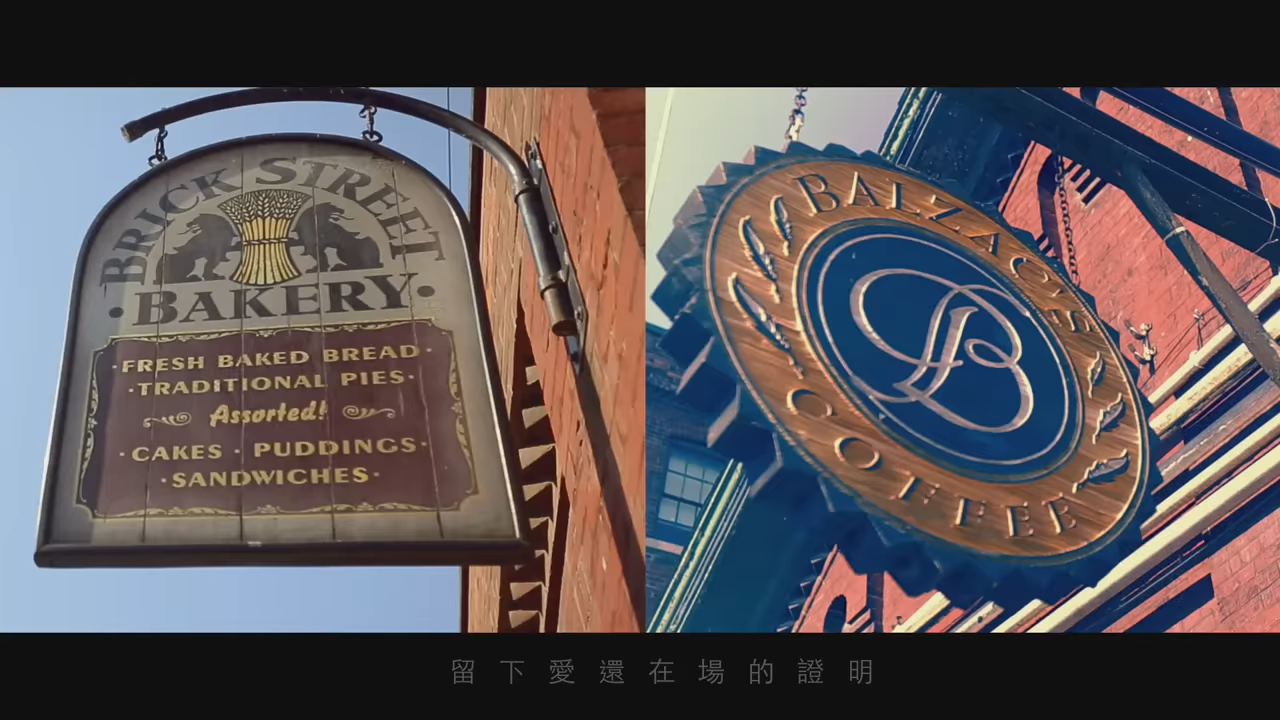 BRICK STREET
·BAKERY·
·FRESH BAKED BREAD·
·TRADITIONAL PIES·
Assorted!
·CAKES · PUDDINGS·
·SANDWICHES·
BALZAC'S
B
COFFEE
留下愛還在場的證明